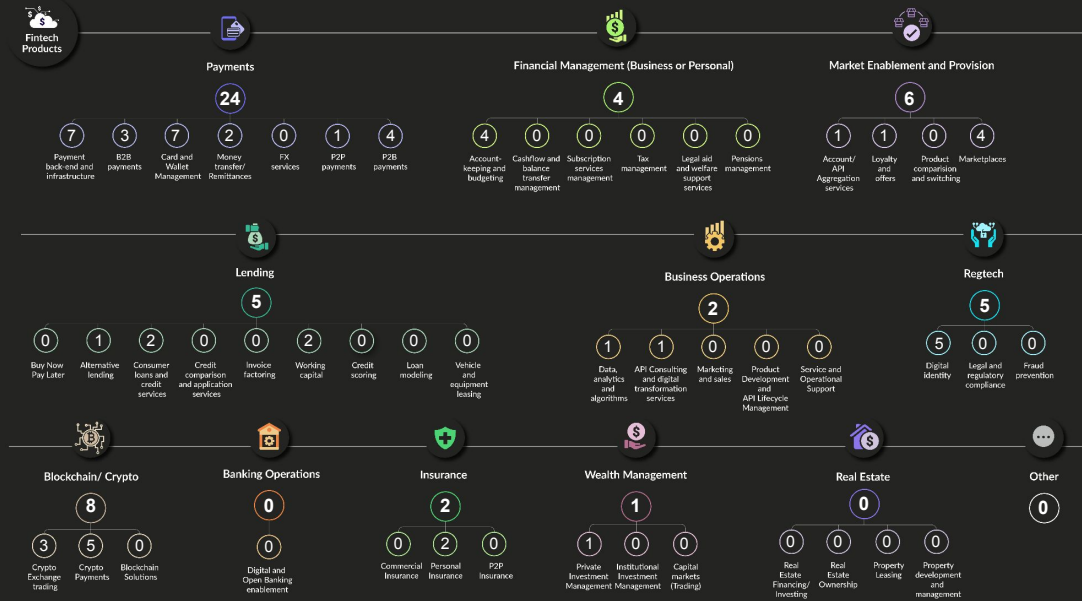 $
$
$
Fintech
Products
$
Payments
Financial Management (Business or Personal)
Market Enablement and Provision
24
4
6
7
3
7
2
0
1
4
4
0
0
0
0
0
1
1
0
4
Payment
back-end and
infrastructure
B2B
payments
Card and
Wallet
Management
Money
transfer/
Remittances
FX
services
P2P
payments
P2B
payments
Account-
keeping and
budgeting
Cashflow and
balance
transfer
management
Subscription
services
management
Tax
management
Legal aid
and welfare
support
services
Pensions
management
Account/
API
Aggregation
services
Loyalty
and
offers
Product
comparision
and switching
Marketplaces
$
Lending
Business Operations
Regtech
5
2
5
0
1
2
0
0
2
0
0
0
1
1
0
0
0
5
0
0
Buy Now
Pay Later
Alternative
lending
Consumer
loans and
credit
services
Credit
comparison
and application
services
Invoice
factoring
Working
capital
Credit
scoring
Loan
modeling
Vehicle
and
equipment
leasing
Data,
analytics
and
algorithms
API Consulting
and digital
transformation
services
Marketing
and sales
Product
Development
and
API Lifecycle
Management
Service and
Operational
Support
Digital
identity
Legal and
regulatory
compliance
Fraud
prevention
$
$
Blockchain/ Crypto
Banking Operations
Insurance
Wealth Management
Real Estate
Other
8
0
2
1
0
0
3
5
0
0
0
2
0
1
0
0
0
0
0
0
Crypto
Exchange
trading
Crypto
Payments
Blockchain
Solutions
Digital and
Open Banking
enablement
Commercial
Insurance
Personal
Insurance
P2P
Insurance
Private
Investment
Management
Institutional
Investment
Management
Capital
markets
(Trading)
Real
Estate
Financing/
Investing
Real
Estate
Ownership
Property
Leasing
Property
development
and
management